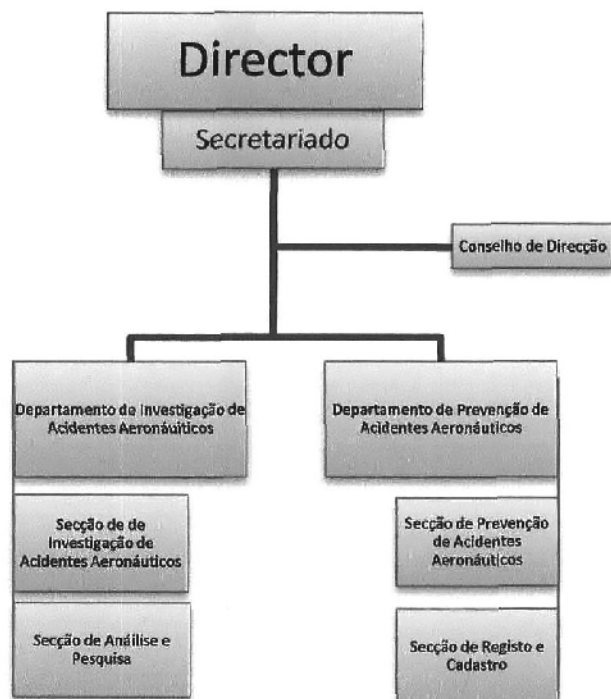 Director
Secretariado
Conselho de Direcção
Departamento de Investigação de
Acidentes Aeronáuiticos
Departamento de Prevenção de
Acidentes Aeronáuticos
Secção de de
Investigação de
Acidentes Aeronáuticos
Secção de Prevenção
de Acidentes
Aeronáuticos
Secção de Análise e
Pesquisa
Secção de Registo e
Cadastro